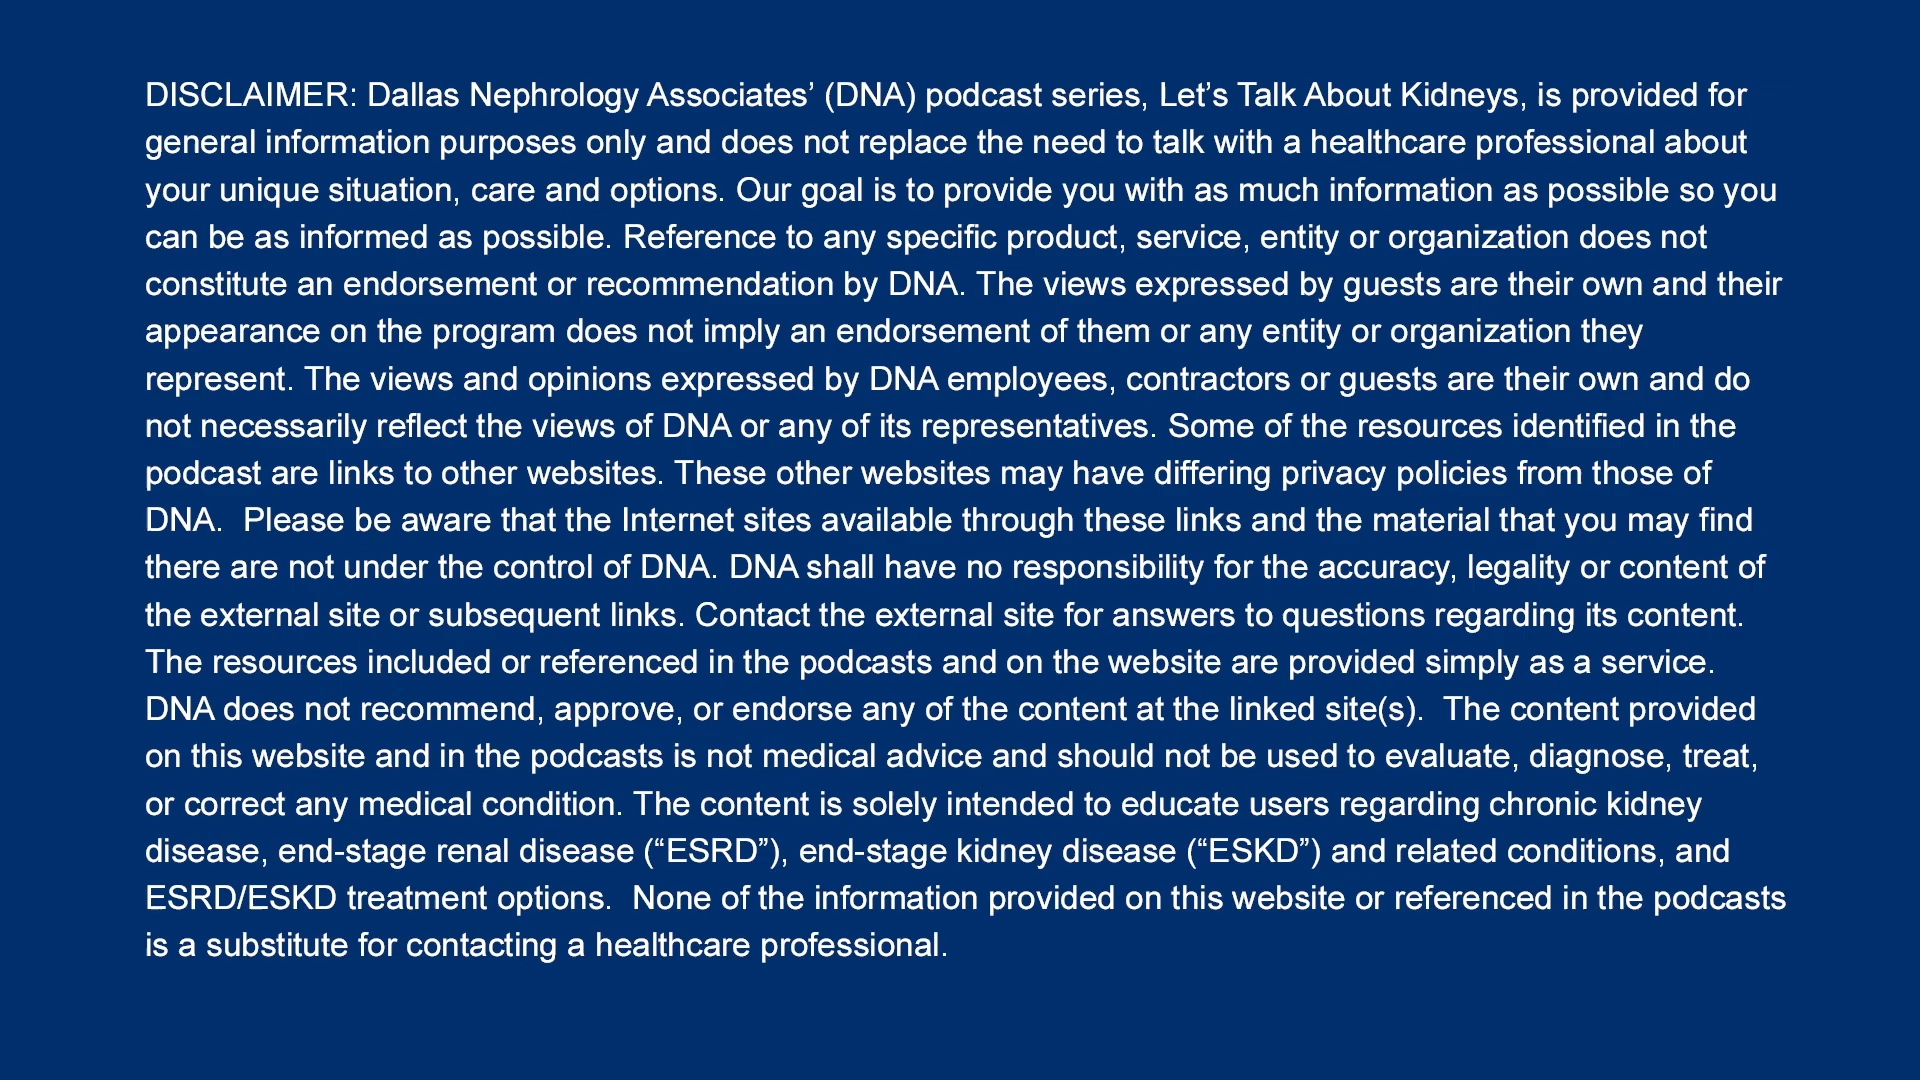 DISCLAIMER: Dallas Nephrology Associates’ (DNA) podcast series, Let’s Talk About Kidneys, is provided for
general information purposes only and does not replace the need to talk with a healthcare professional about
your unique situation, care and options. Our goal is to provide you with as much information as possible so you
can be as informed as possible. Reference to any specific product, service, entity or organization does not
constitute an endorsement or recommendation by DNA. The views expressed by guests are their own and their
appearance on the program does not imply an endorsement of them or any entity or organization they
represent. The views and opinions expressed by DNA employees, contractors or guests are their own and do
not necessarily reflect the views of DNA or any of its representatives. Some of the resources identified in the
podcast are links to other websites. These other websites may have differing privacy policies from those of
DNA.  Please be aware that the Internet sites available through these links and the material that you may find
there are not under the control of DNA. DNA shall have no responsibility for the accuracy, legality or content of
the external site or subsequent links. Contact the external site for answers to questions regarding its content.
The resources included or referenced in the podcasts and on the website are provided simply as a service.
DNA does not recommend, approve, or endorse any of the content at the linked site(s).  The content provided
on this website and in the podcasts is not medical advice and should not be used to evaluate, diagnose, treat,
or correct any medical condition. The content is solely intended to educate users regarding chronic kidney
disease, end-stage renal disease (“ESRD”), end-stage kidney disease (“ESKD”) and related conditions, and
ESRD/ESKD treatment options.  None of the information provided on this website or referenced in the podcasts
is a substitute for contacting a healthcare professional.